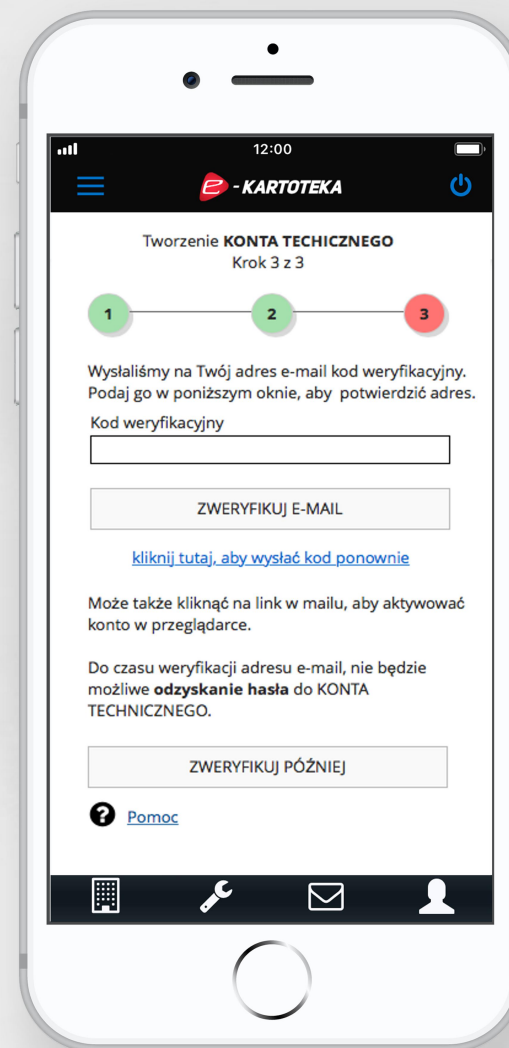 12:00
e - KARTOTEKA
Tworzenie KONTA TECHICZNEGO
Krok 3 z 3
1 2 3
Wysłaliśmy na Twój adres e-mail kod weryfikacyjny.
Podaj go w poniższym oknie, aby potwierdzić adres.
Kod weryfikacyjny
ZWERYFIKUJ E-MAIL
kliknij tutaj, aby wysłać kod ponownie
Może także kliknąć na link w mailu, aby aktywować
konto w przeglądarce.
Do czasu weryfikacji adresu e-mail, nie będzie
możliwe odzyskanie hasła do KONTA
TECHNICZNEGO.
ZWERYFIKUJ PÓŹNIEJ
? Pomoc